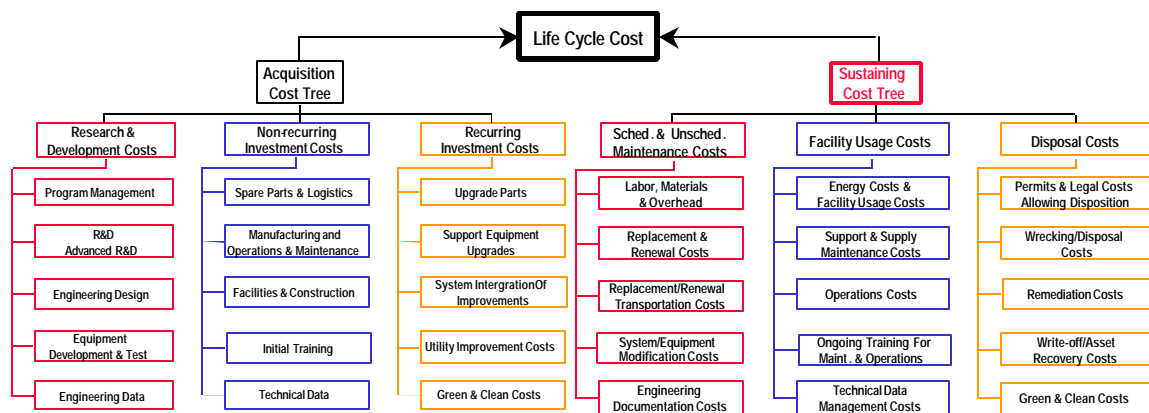 Life Cycle Cost
Acquisition
Cost Tree
Sustaining
Cost Tree
Research &
Development Costs
Non-recurring
Investment Costs
Recurring
Investment Costs
Sched. & Unsched.
Maintenance Costs
Facility Usage Costs
Disposal Costs
Program Management
Spare Parts & Logistics
Upgrade Parts
Labor, Materials
& Overhead
Energy Costs &
Facility Usage Costs
Permits & Legal Costs
Allowing Disposition
R&D
Advanced R&D
Manufacturing and
Operations & Maintenance
Support Equipment
Upgrades
Replacement &
Renewal Costs
Support & Supply
Maintenance Costs
Wrecking/Disposal
Costs
Engineering Design
Facilities & Construction
System IntergrationOf
Improvements
Replacement/Renewal
Transportation Costs
Operations Costs
Remediation Costs
Equipment
Development & Test
Initial Training
Utility Improvement Costs
System/Equipment
Modification Costs
Ongoing Training For
Maint. & Operations
Write-off/Asset
Recovery Costs
Engineering Data
Technical Data
Green & Clean Costs
Engineering
Documentation Costs
Technical Data
Management Costs
Green & Clean Costs